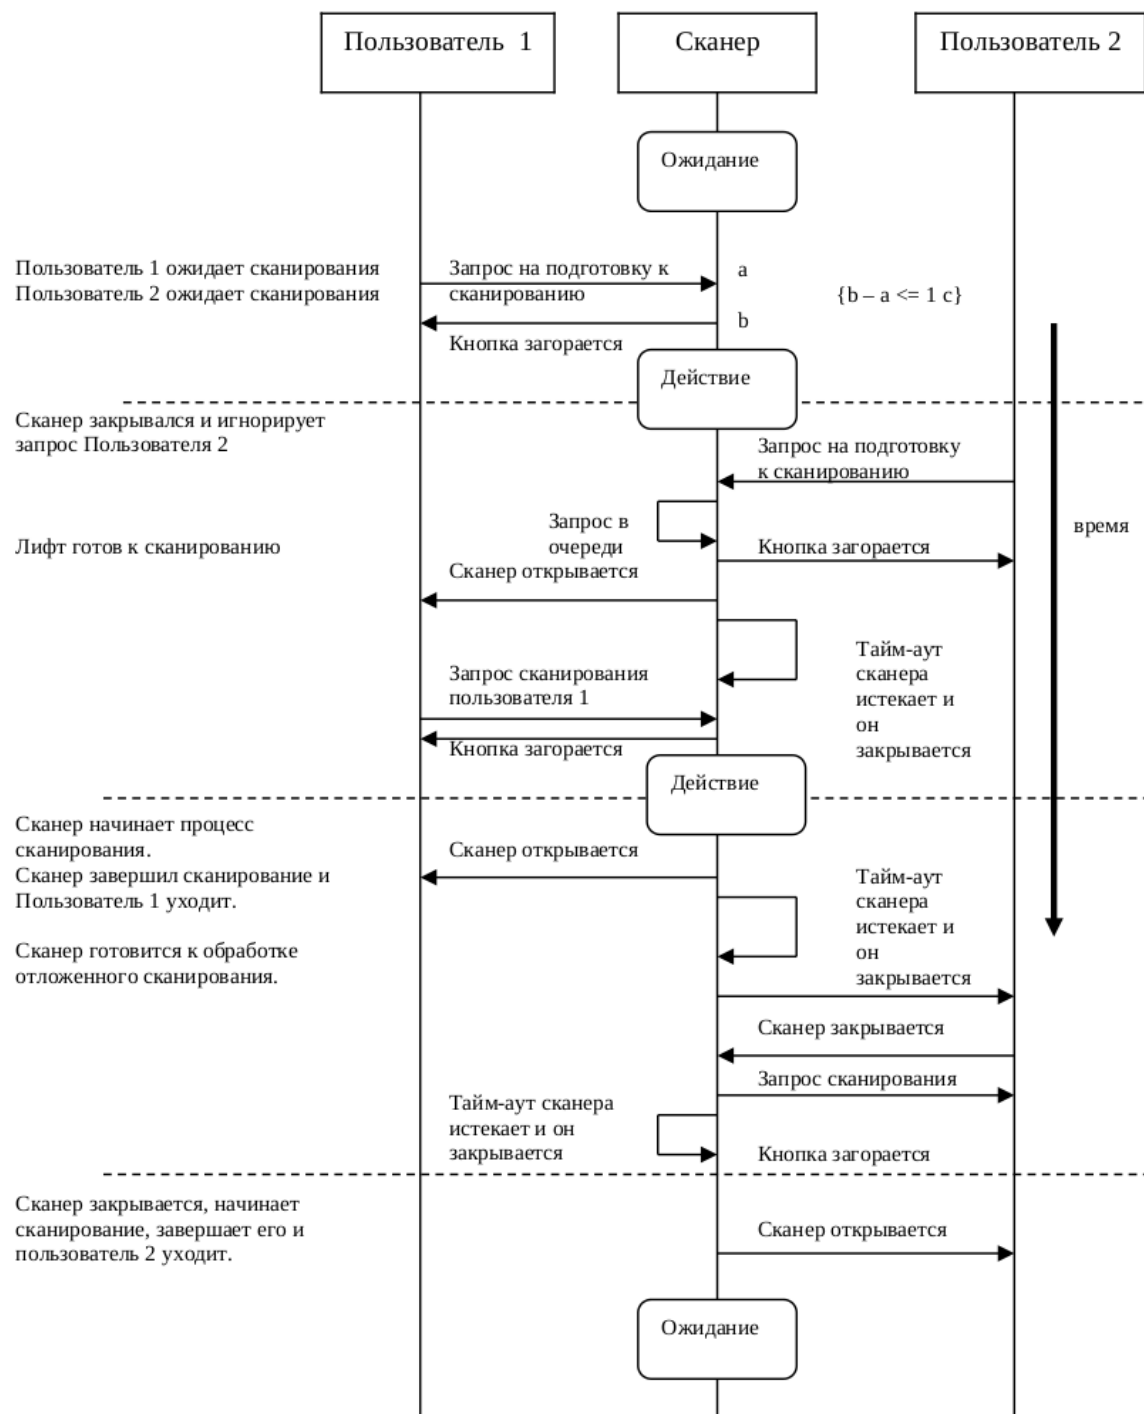 Пользователь 1
Сканер
Пользователь 2
Ожидание
Пользователь 1 ожидает сканирования
Пользователь 2 ожидает сканирования
Запрос на подготовку к
сканированию
a
{b – a <= 1 c}
b
Кнопка загорается
Действие
Сканер закрывался и игнорирует
запрос Пользователя 2
Запрос на подготовку
к сканированию
Запрос в
очереди
время
Лифт готов к сканированию
Кнопка загорается
Сканер открывается
Тайм-аут
сканера
истекает и
он
закрывается
Запрос сканирования
пользователя 1
Кнопка загорается
Действие
Сканер начинает процесс
сканирования.
Сканер завершил сканирование и
Пользователь 1 уходит.
Сканер открывается
Тайм-аут
сканера
истекает и
он
закрывается
Сканер готовится к обработке
отложенного сканирования.
Сканер закрывается
Запрос сканирования
Тайм-аут сканера
истекает и он
закрывается
Кнопка загорается
Сканер закрывается, начинает
сканирование, завершает его и
пользователь 2 уходит.
Сканер открывается
Ожидание